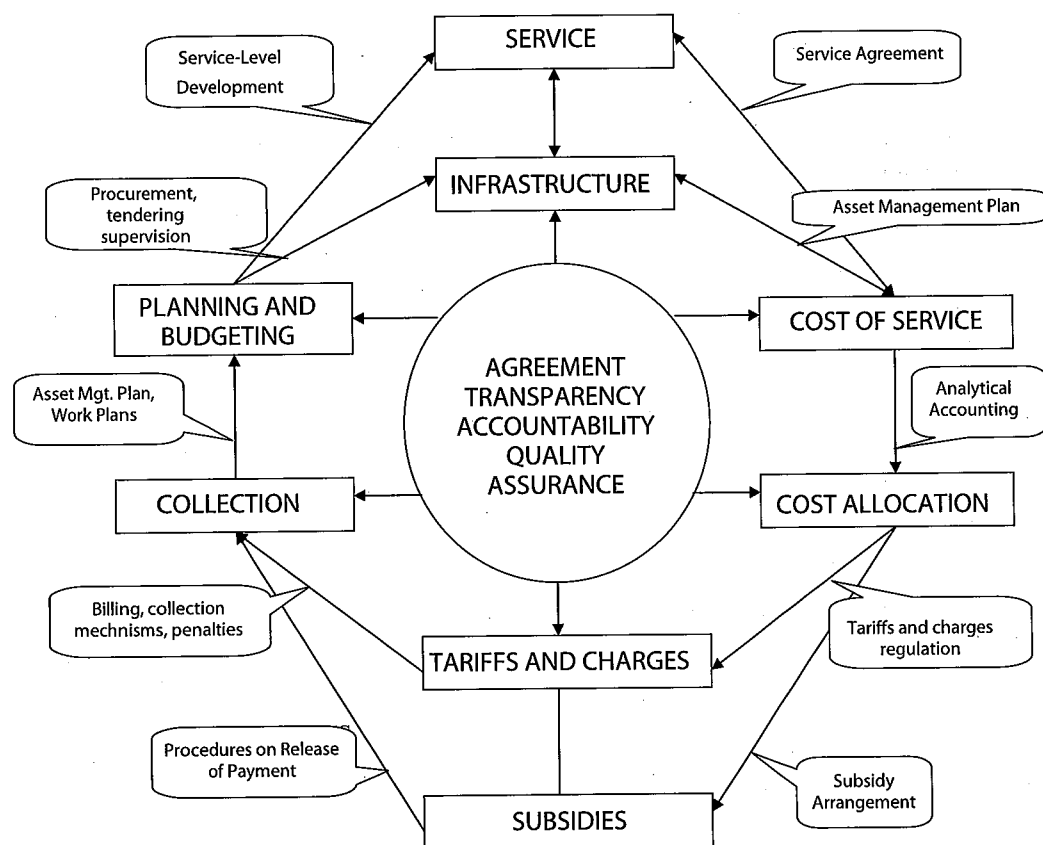 SERVICE
Service-Level
Development
Service Agreement
INFRASTRUCTURE
Procurement,
tendering
supervision
Asset Management Plan
PLANNING AND
BUDGETING
COST OF SERVICE
AGREEMENT
TRANSPARENCY
ACCOUNTABILITY
QUALITY
ASSURANCE
Asset Mgt. Plan,
Work Plans
Analytical
Accounting
COLLECTION
COST ALLOCATION
Billing, collection
mechnisms, penalties
Tariffs and charges
regulation
TARIFFS AND CHARGES
Procedures on Release
of Payment
Subsidy
Arrangement
SUBSIDIES